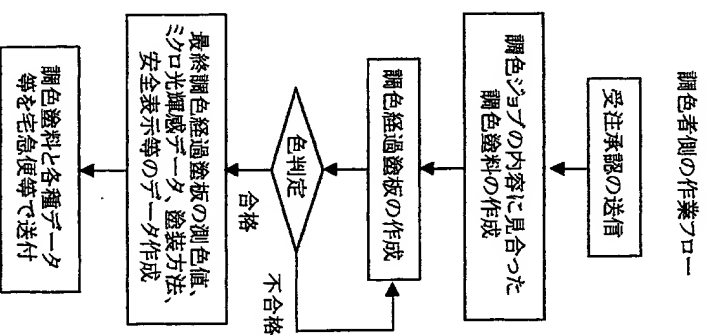 調色者側の作業フロー
受注承認の送信
調色ジョブの内容に見合った
調色塗料の作成
調色経過塗板の作成
色判定
不合格
合格
最終調色経過塗板の測色値、
ミクロ光輝感データ、塗装方法、
安全表示等のデータ作成
調色塗料と各種データ
等を宅急便等で送付